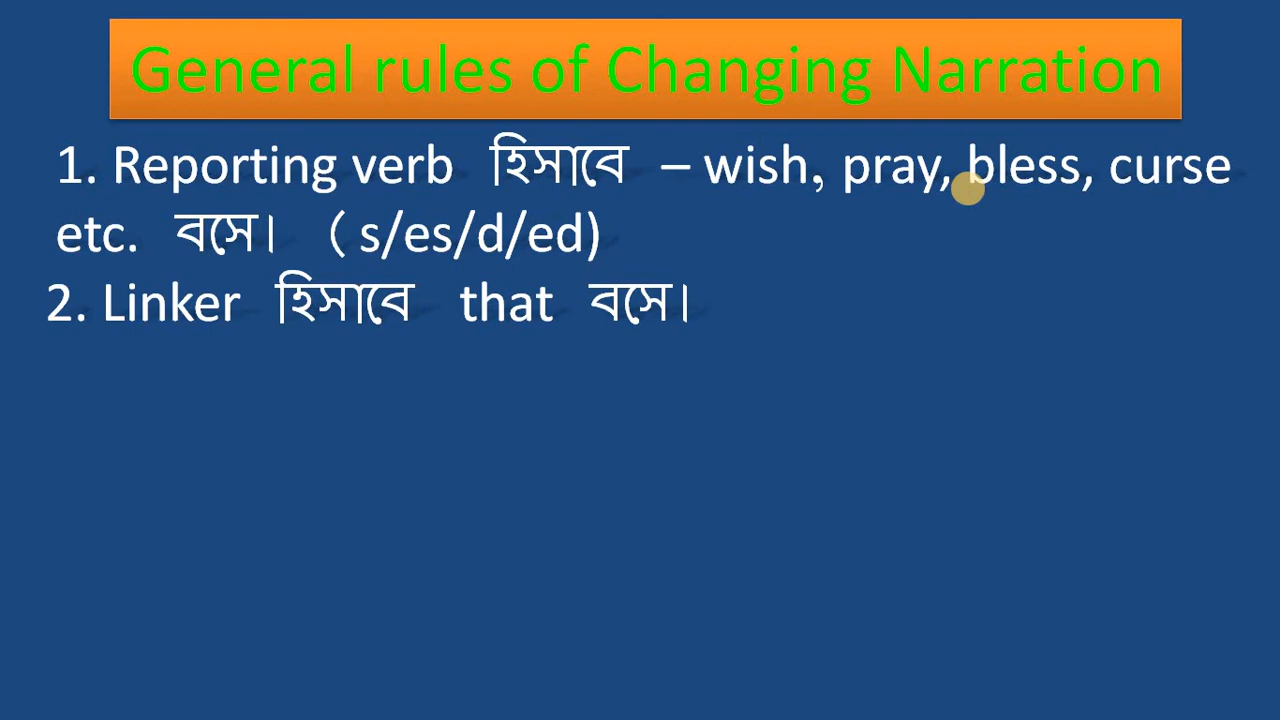 General rules of Changing Narration
1. Reporting verb হিসাবে – wish, pray, bless, curse
etc. বসে। ( s/es/d/ed)
2. Linker হিসাবে that বসে।